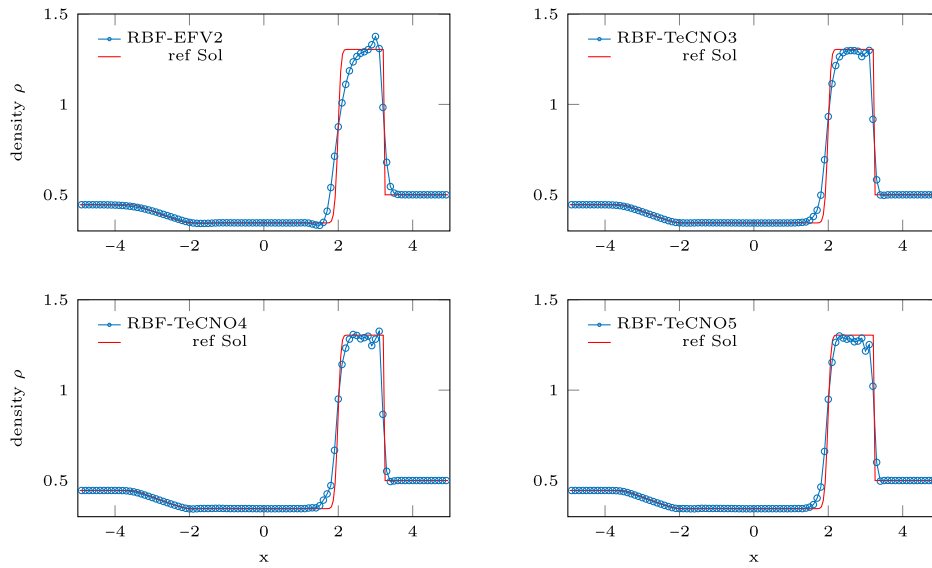 1.5
RBF-EFV2
ref Sol
density ρ
1
0.5
−4 −2 0 2 4
1.5
RBF-TeCNO3
ref Sol
1
0.5
−4 −2 0 2 4
1.5
RBF-TeCNO4
ref Sol
density ρ
1
0.5
−4 −2 0 2 4
x
1.5
RBF-TeCNO5
ref Sol
1
0.5
−4 −2 0 2 4
x